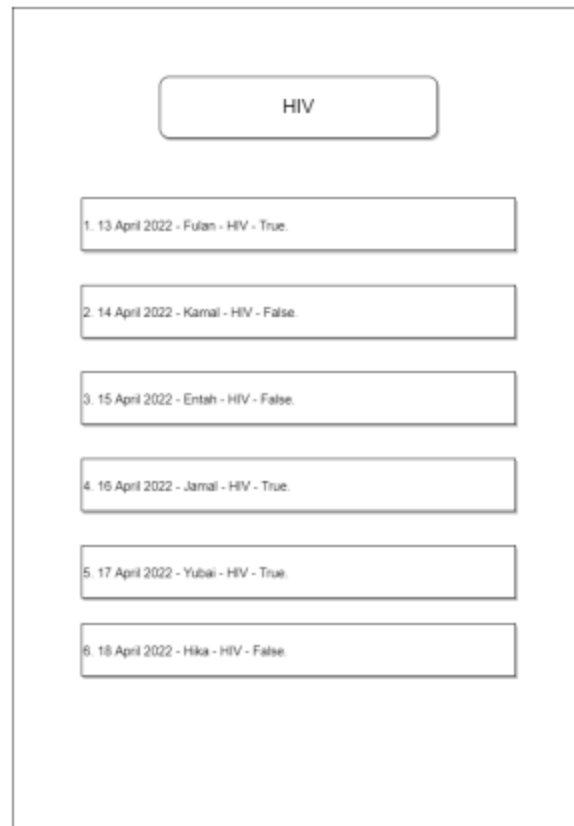 HIV
1. 13 April 2022 - Fulan - HIV - True.
2. 14 April 2022 - Kamal - HIV - False.
3. 15 April 2022 - Entah - HIV - False.
4. 16 April 2022 - Jamal - HIV - True.
5. 17 April 2022 - Yubai - HIV - True.
6. 18 April 2022 - Hika - HIV - False.